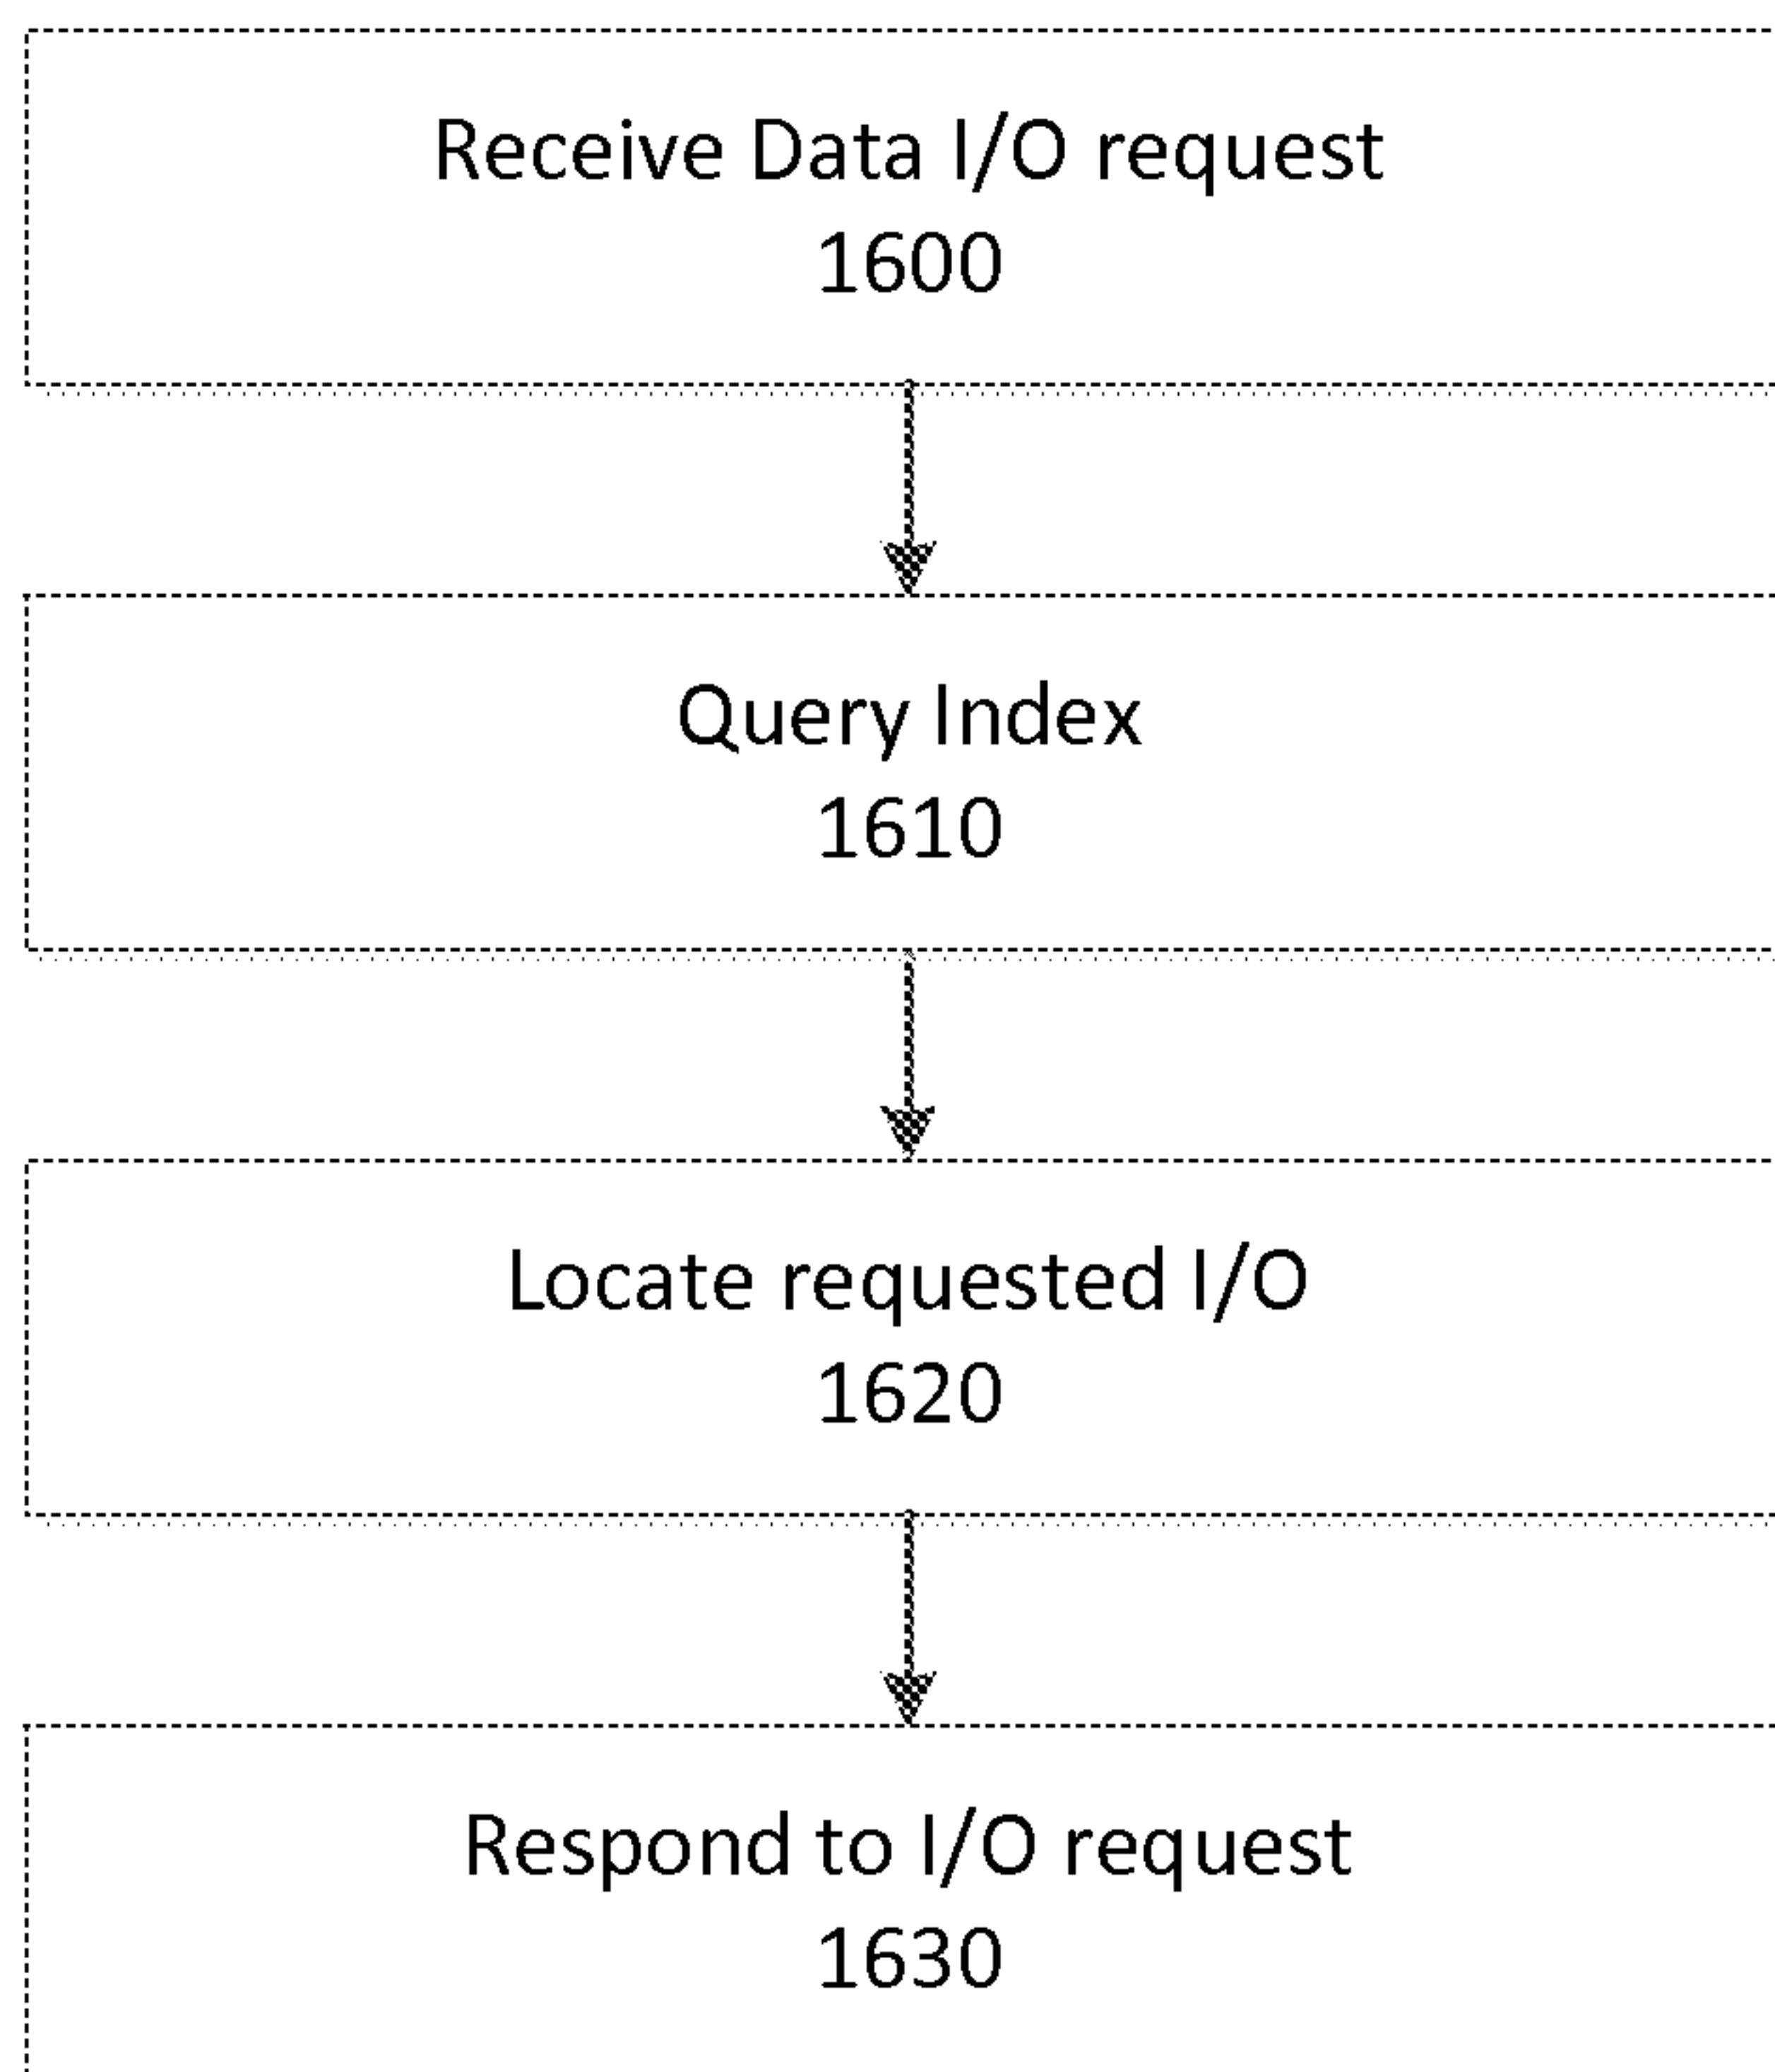 Receive Data I/O request
1600
Query Index
1610
Locate requested I/O
1620
Respond to I/O request
1630